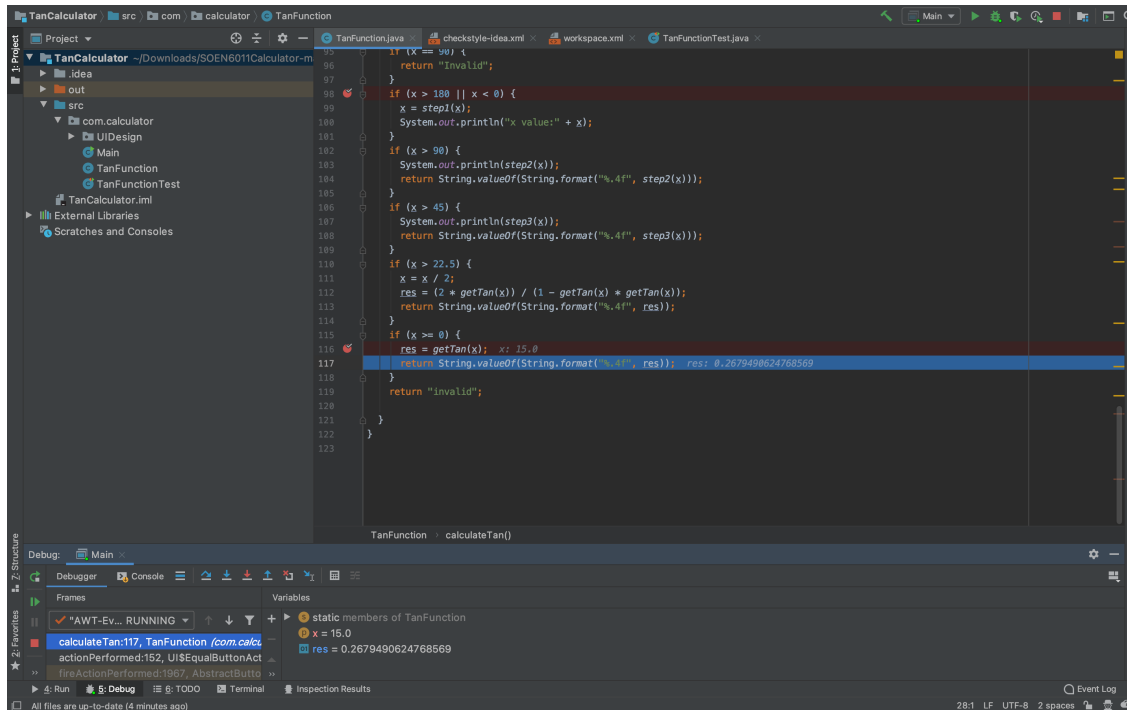 TanCalculator src com calculator TanFunction Main
1: Project
Project
TanFunction.java checkstyle-idea.xml workspace.xml TanFunctionTest.java
TanCalculator ~/Downloads/SOEN6011Calculator-m
.idea
out
src
com.calculator
UIDesign
Main
TanFunction
TanFunctionTest
TanCalculator.iml
External Libraries
Scratches and Consoles
95 if (x == 90) {
96 return "Invalid";
97 }
98 if (x > 180 || x < 0) {
99 x = step1(x);
100 System.out.println("x value:" + x);
101 }
102 if (x > 90) {
103 System.out.println(step2(x));
104 return String.valueOf(String.format("%.4f", step2(x)));
105 }
106 if (x > 45) {
107 System.out.println(step3(x));
108 return String.valueOf(String.format("%.4f", step3(x)));
109 }
110 if (x > 22.5) {
111 x = x / 2;
112 res = (2 * getTan(x)) / (1 - getTan(x) * getTan(x));
113 return String.valueOf(String.format("%.4f", res));
114 }
115 if (x >= 0) {
116 res = getTan(x); x: 15.0
117 return String.valueOf(String.format("%.4f", res)); res: 0.2679490624768569
118 }
119 return "invalid";
120
121 }
122 }
123
TanFunction › calculateTan()
Z: Structure
2: Favorites
Debug: Main
Debugger Console
Frames Variables
"AWT-Ev... RUNNING
calculateTan:117, TanFunction (com.calcu
actionPerformed:152, UI$EqualButtonAct
fireActionPerformed:1967, AbstractButto
static members of TanFunction
x = 15.0
res = 0.2679490624768569
4: Run 5: Debug 6: TODO Terminal Inspection Results Event Log
All files are up-to-date (4 minutes ago) 28:1 LF UTF-8 2 spaces